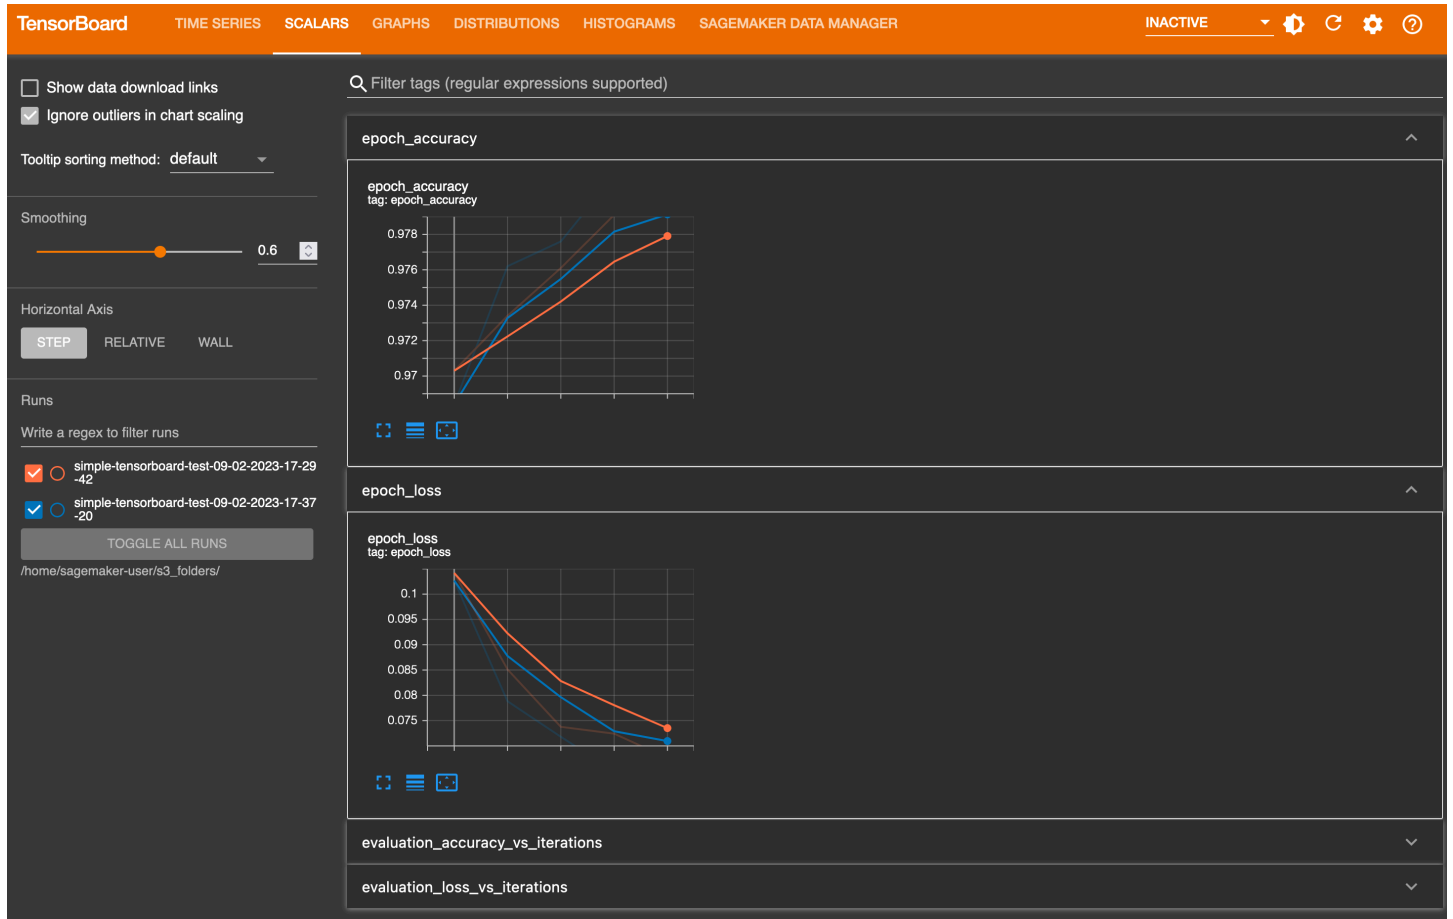 TensorBoard
TIME SERIES
SCALARS
GRAPHS
DISTRIBUTIONS
HISTOGRAMS
SAGEMAKER DATA MANAGER
INACTIVE
Show data download links
Ignore outliers in chart scaling
Tooltip sorting method: default
Smoothing
0.6
Horizontal Axis
STEP
RELATIVE
WALL
Runs
Write a regex to filter runs
simple-tensorboard-test-09-02-2023-17-29
-42
simple-tensorboard-test-09-02-2023-17-37
-20
TOGGLE ALL RUNS
/home/sagemaker-user/s3_folders/
Filter tags (regular expressions supported)
epoch_accuracy
epoch_accuracy
tag: epoch_accuracy
0.978
0.976
0.974
0.972
0.97
epoch_loss
epoch_loss
tag: epoch_loss
0.1
0.095
0.09
0.085
0.08
0.075
evaluation_accuracy_vs_iterations
evaluation_loss_vs_iterations